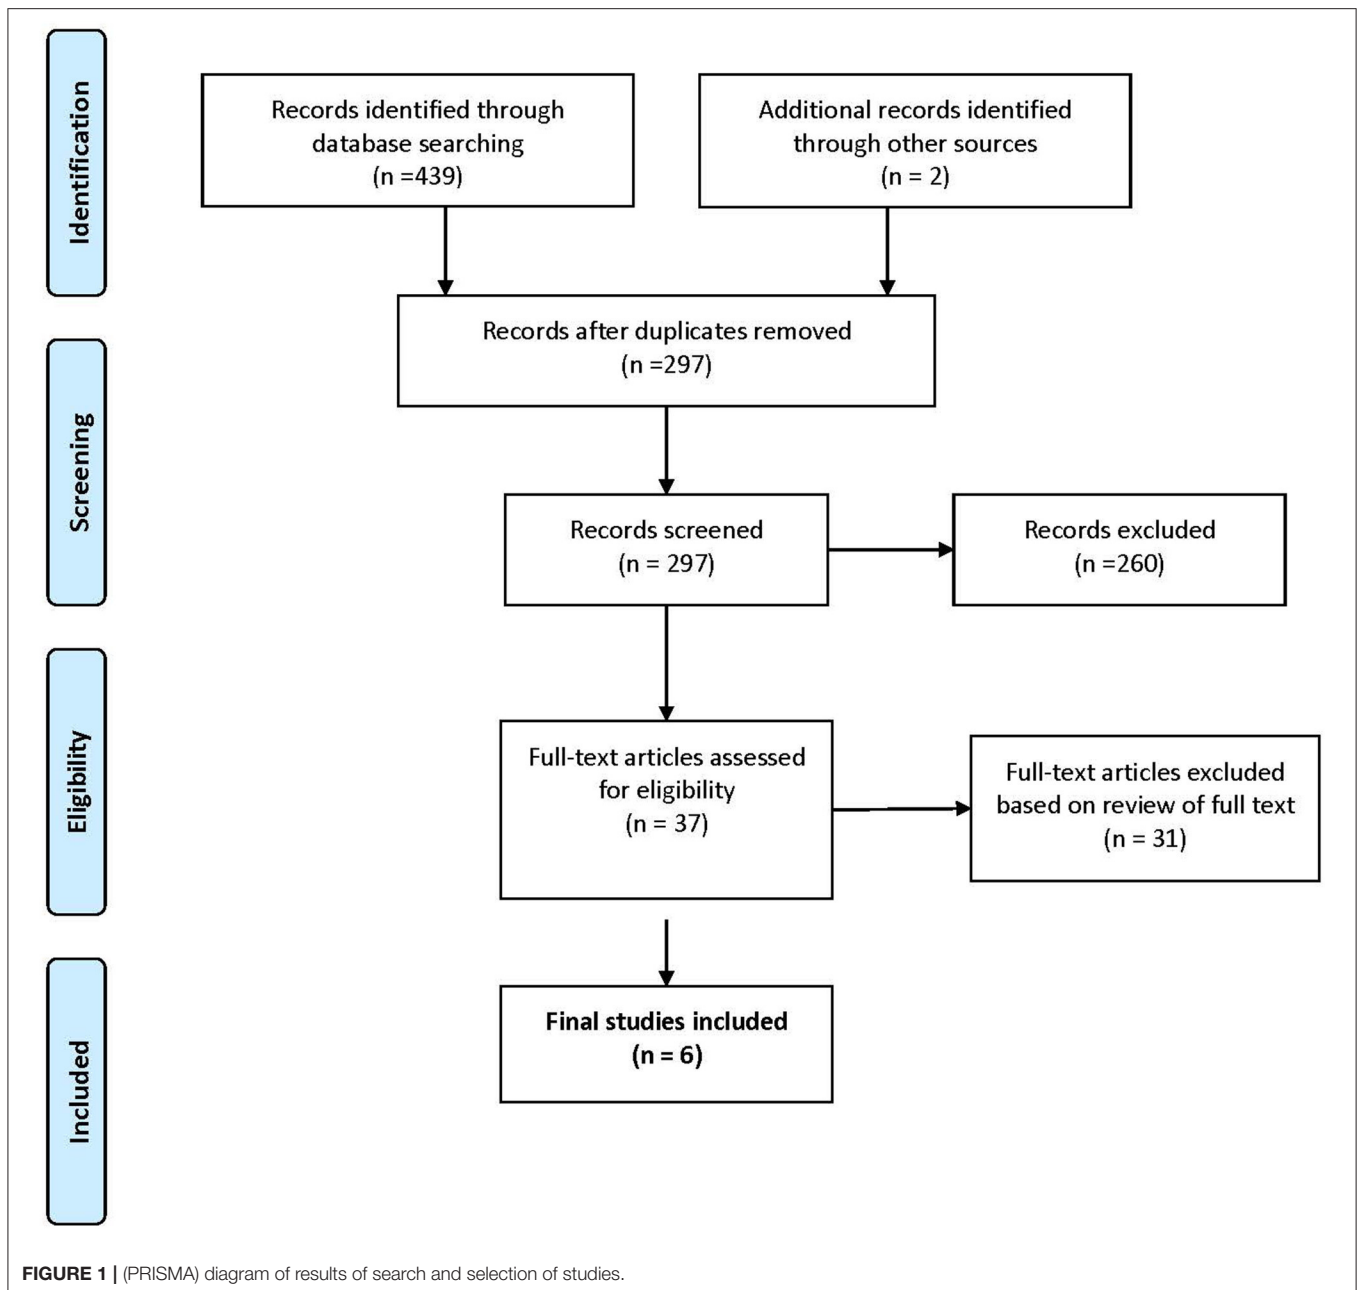 Identification
Records identified through
database searching
(n =439)
Additional records identified
through other sources
(n = 2)
Records after duplicates removed
(n =297)
Screening
Records screened
(n = 297)
Records excluded
(n =260)
Eligibility
Full-text articles assessed
for eligibility
(n = 37)
Full-text articles excluded
based on review of full text
(n = 31)
Included
Final studies included
(n = 6)
FIGURE 1 | (PRISMA) diagram of results of search and selection of studies.